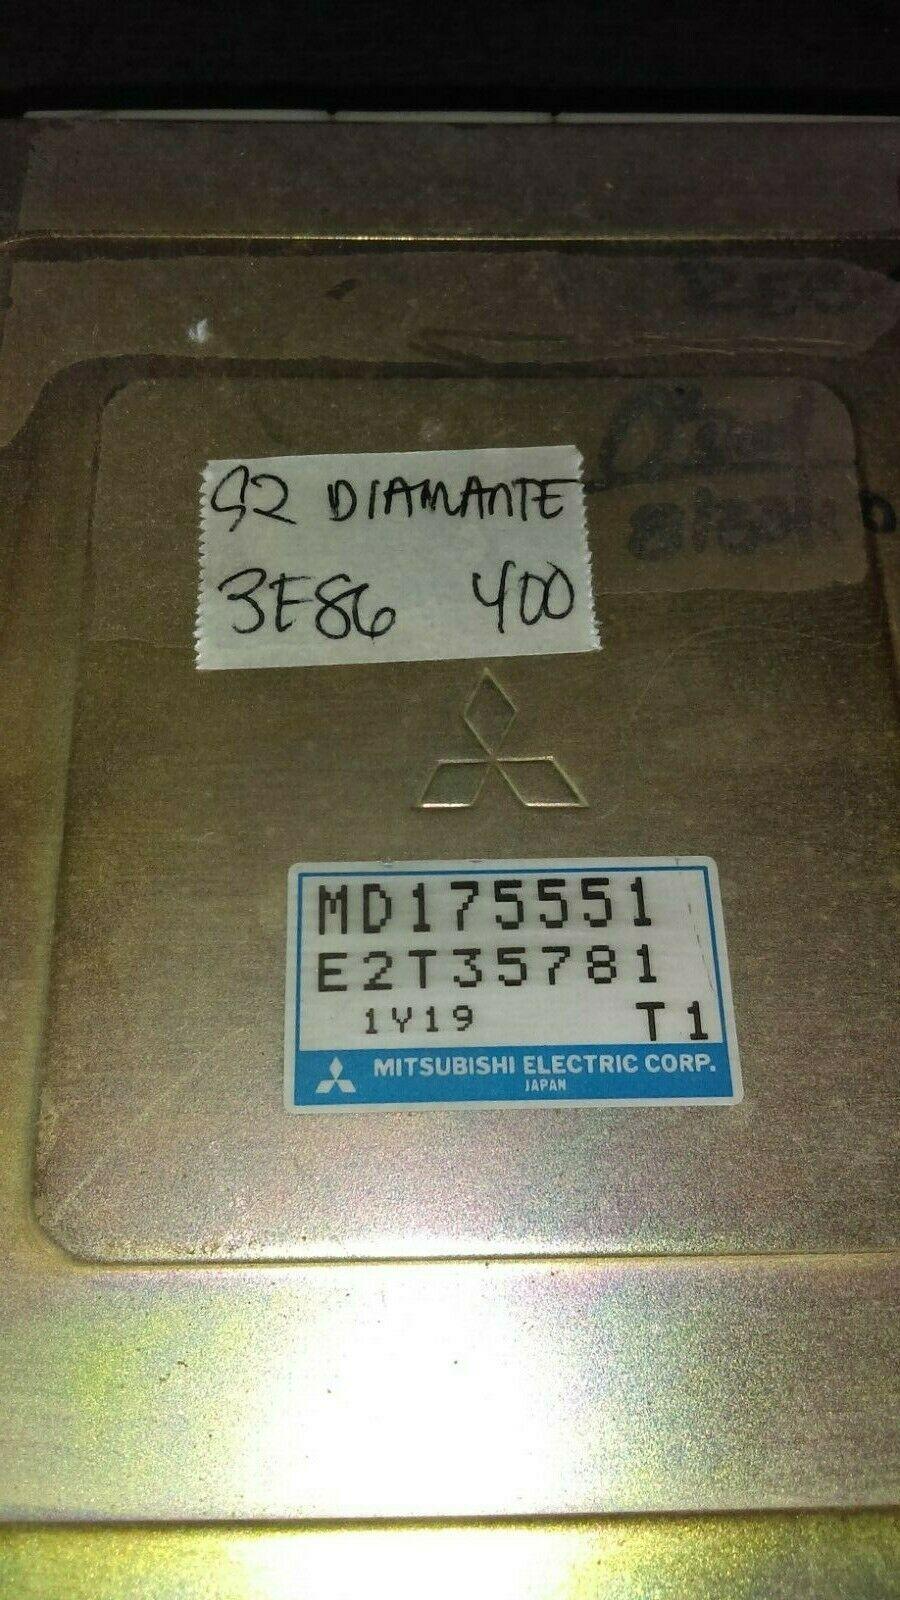 92 DIAMANTE
3E86 400
MD175551
E2T35781
1Y19 T1
MITSUBISHI ELECTRIC CORP.
JAPAN